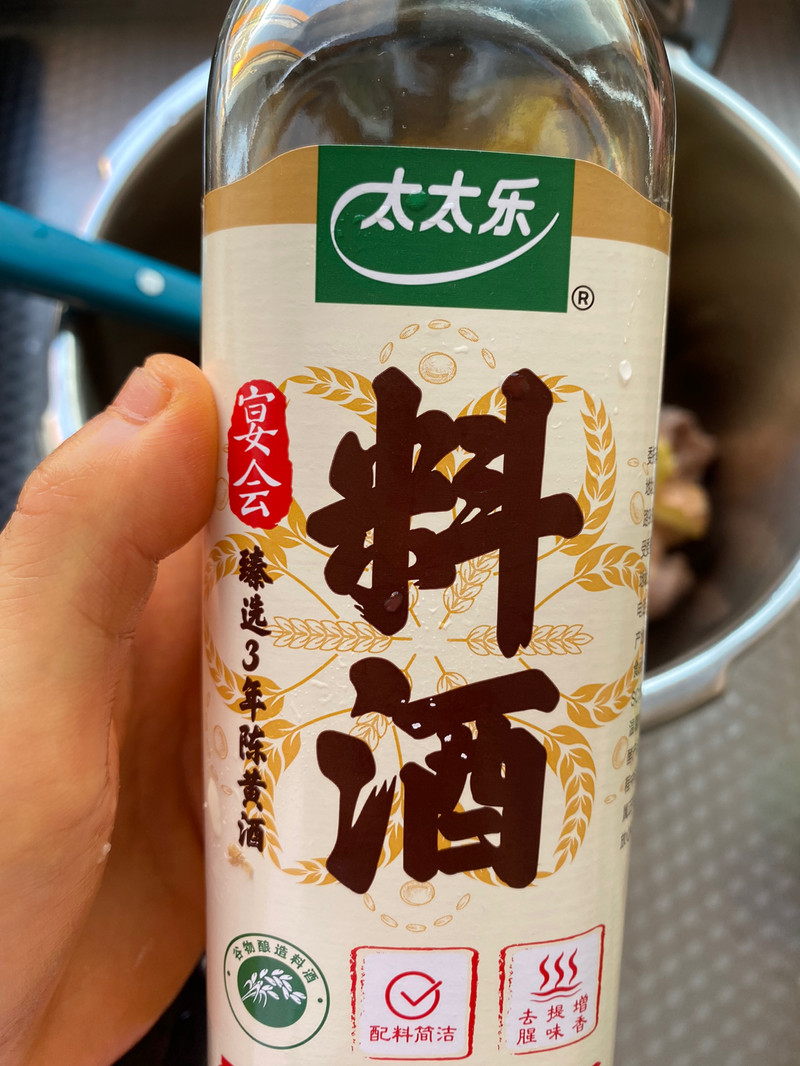 太太乐
®
宴会
料酒
臻选3年陈黄酒
谷物酿造料酒
配料简洁
去腥 提味 增香